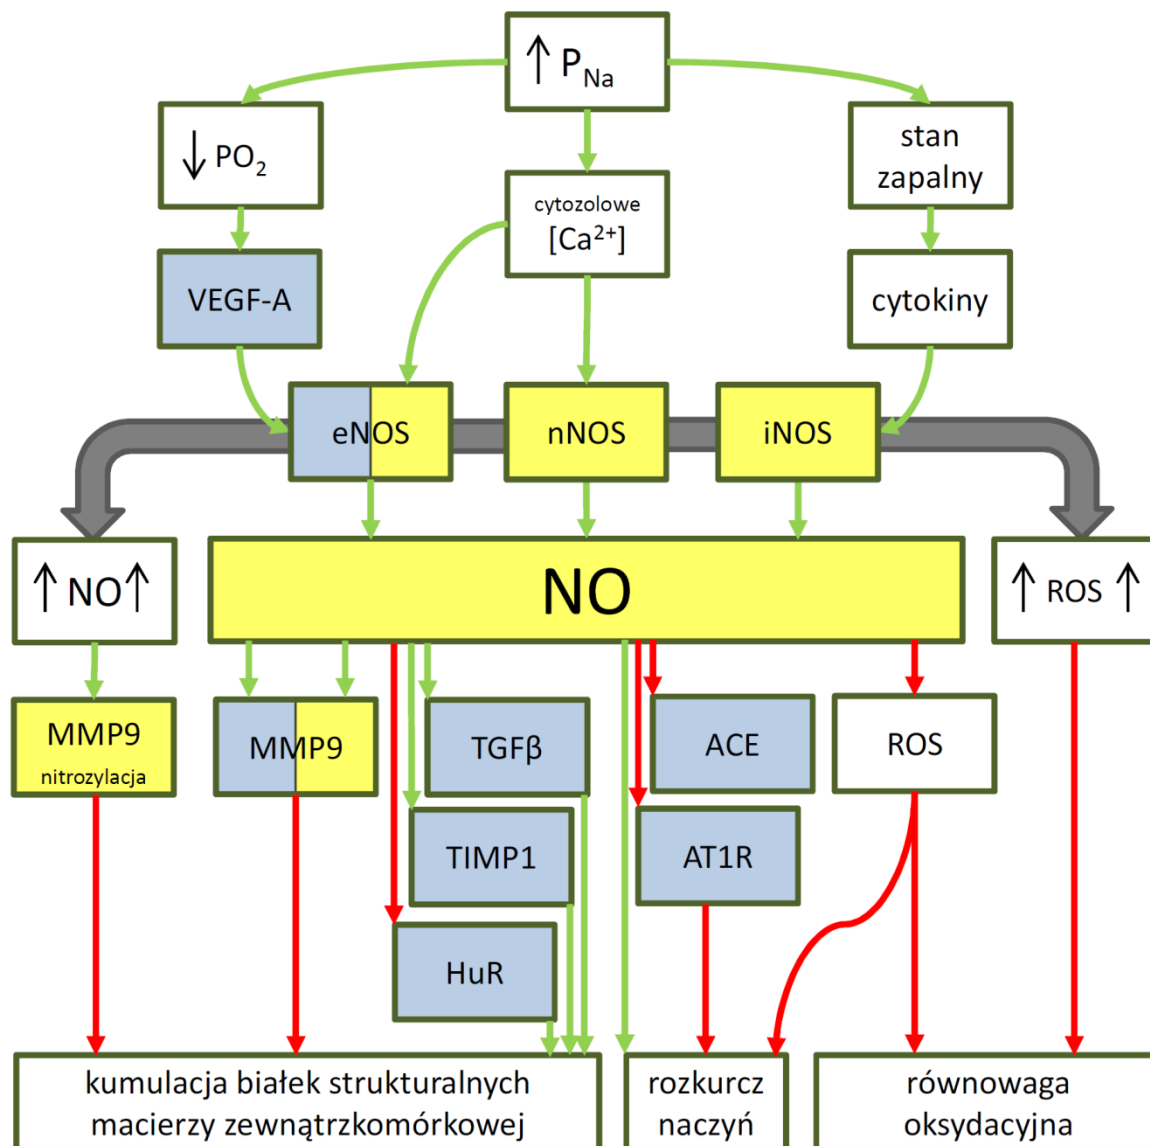 ↑ P_Na
↓ PO₂
stan
zapalny
cytozolowe
[Ca²⁺]
VEGF-A
cytokiny
eNOS
nNOS
iNOS
↑ NO ↑
NO
↑ ROS ↑
MMP9
nitrozylacja
MMP9
TGFβ
ACE
ROS
TIMP1
AT1R
HuR
kumulacja białek strukturalnych
macierzy zewnątrzkomórkowej
rozkurcz
naczyń
równowaga
oksydacyjna